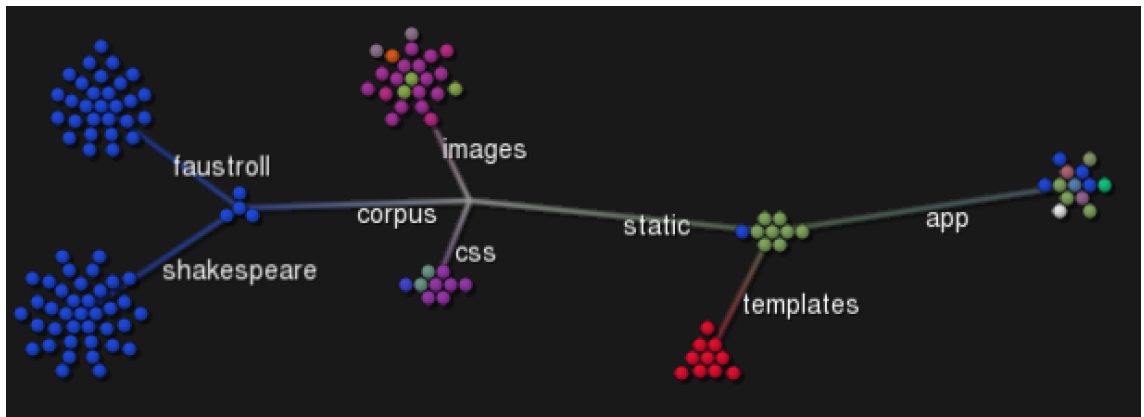 faustroll
images
corpus
static
app
css
shakespeare
templates